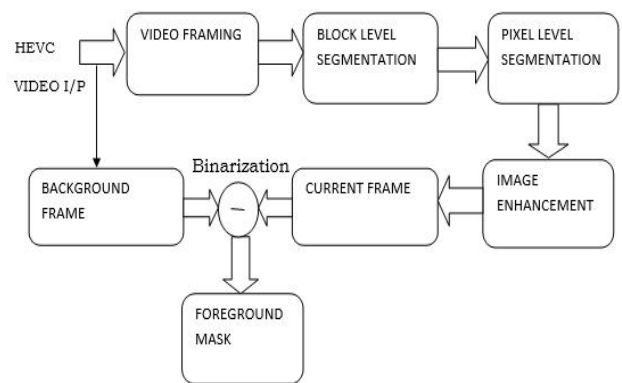 HEVC
VIDEO I/P
VIDEO FRAMING
BLOCK LEVEL
SEGMENTATION
PIXEL LEVEL
SEGMENTATION
BACKGROUND
FRAME
Binarization
—
CURRENT FRAME
IMAGE
ENHANCEMENT
FOREGROUND
MASK